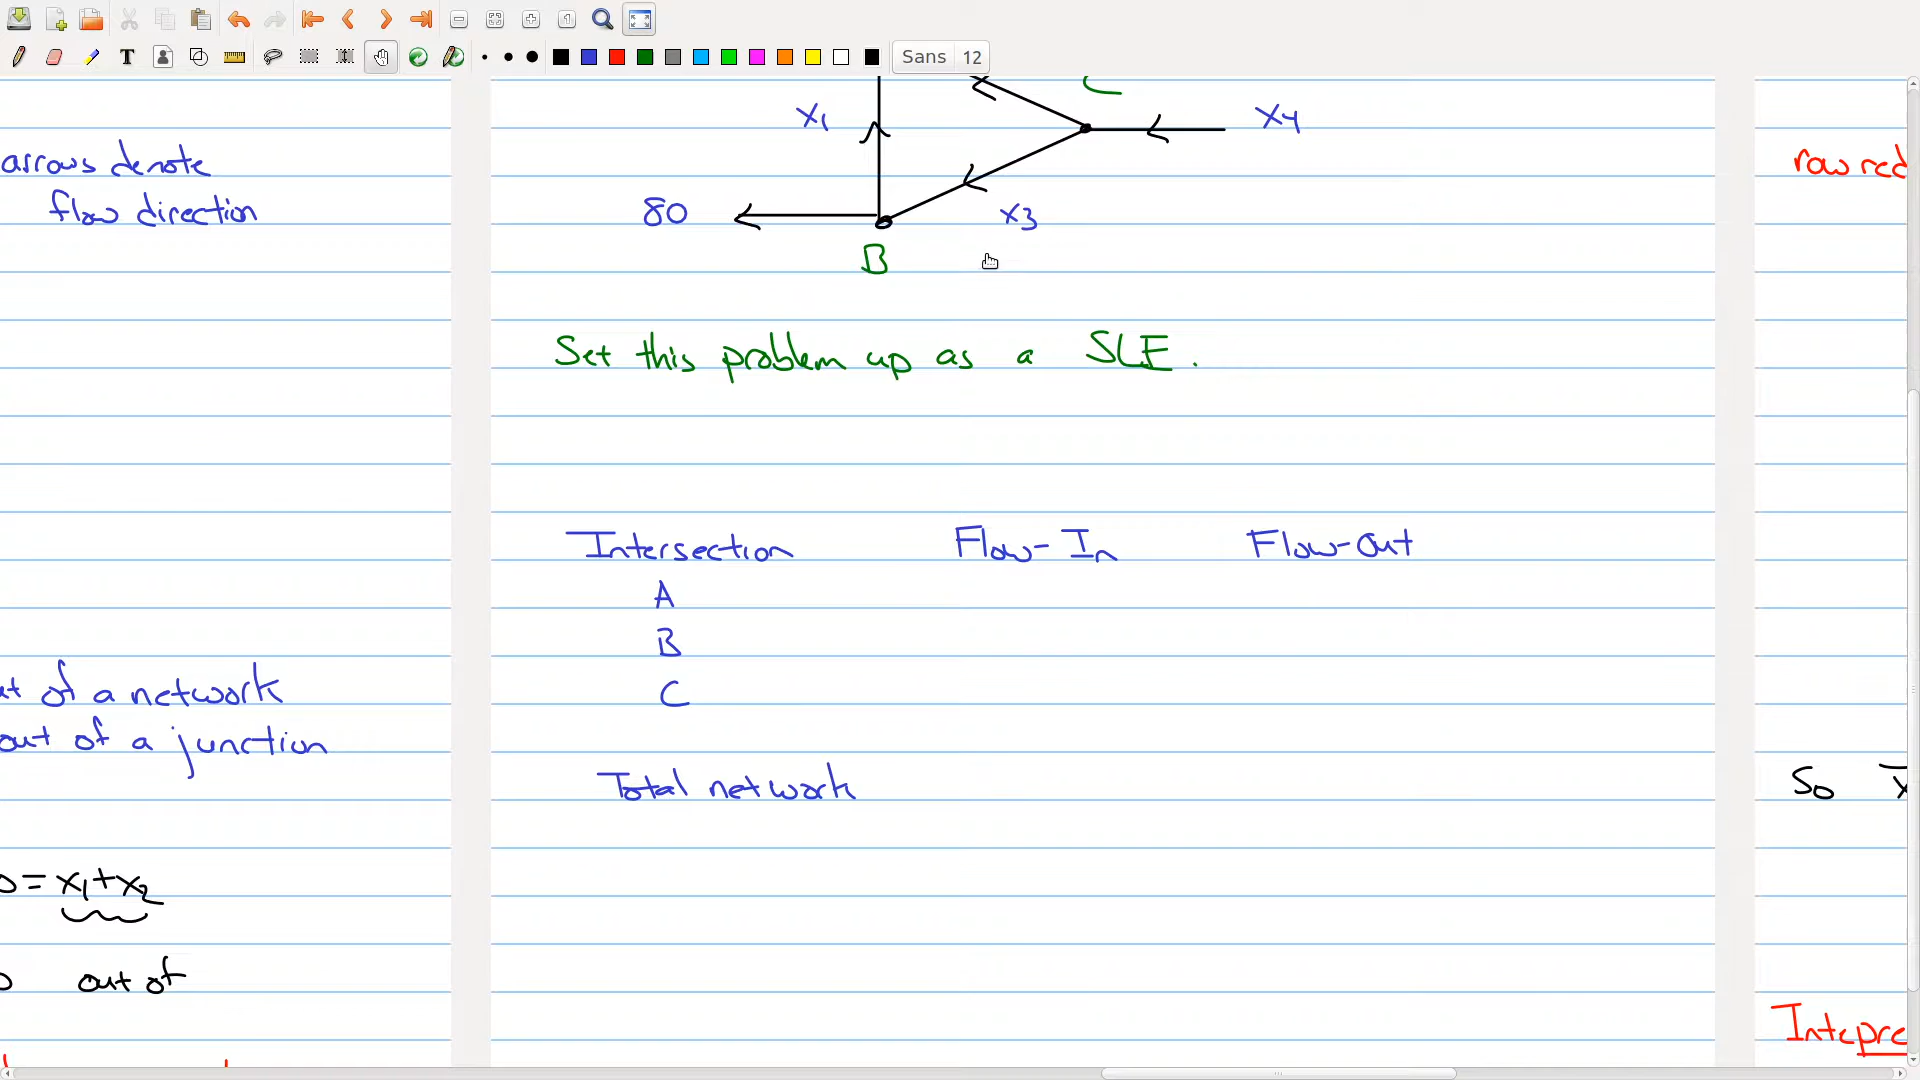 Sans 12
arrows denote
flow direction
t of a network
out of a junction
= x1+x2
out of
C
x1
x4
80
x3
B
Set this problem up as a SLE.
Intersection Flow-In Flow-Out
A
B
C
Total network
row red
So x
Intepre